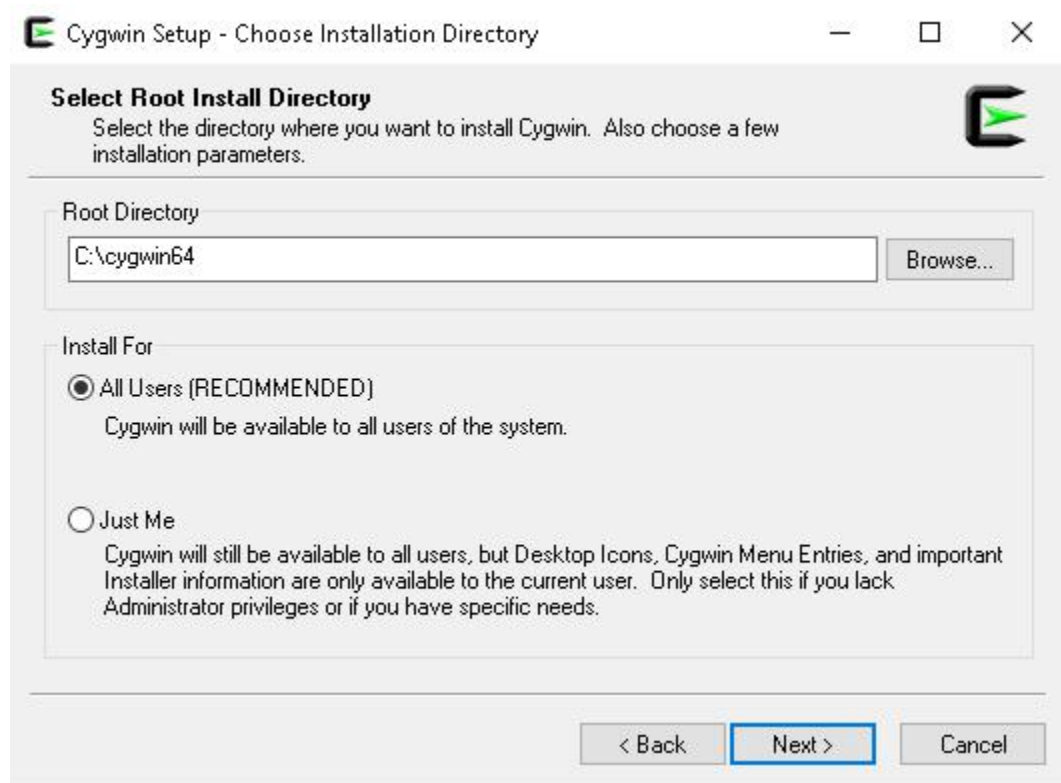 Cygwin Setup - Choose Installation Directory
Select Root Install Directory
Select the directory where you want to install Cygwin.  Also choose a few
installation parameters.
Root Directory
C:\cygwin64
Browse...
Install For
All Users (RECOMMENDED)
Cygwin will be available to all users of the system.
Just Me
Cygwin will still be available to all users, but Desktop Icons, Cygwin Menu Entries, and important
Installer information are only available to the current user.  Only select this if you lack
Administrator privileges or if you have specific needs.
< Back
Next >
Cancel